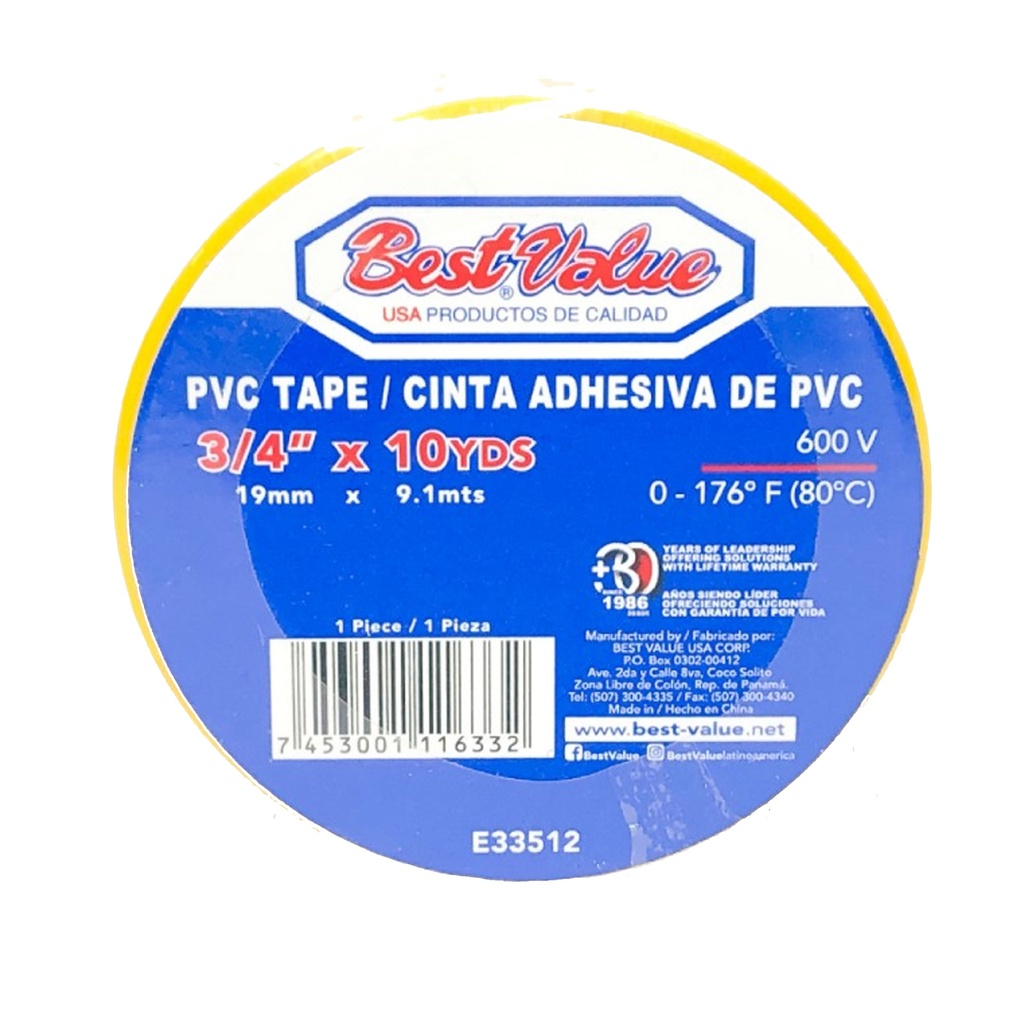 Best Value®
USA PRODUCTOS DE CALIDAD
PVC TAPE / CINTA ADHESIVA DE PVC
3/4" x 10YDS
600 V
19mm x 9.1mts
0 - 176° F (80°C)
+30
SINCE
1986
DESDE
YEARS OF LEADERSHIP
OFFERING SOLUTIONS
WITH LIFETIME WARRANTY
AÑOS SIENDO LÍDER
OFRECIENDO SOLUCIONES
CON GARANTÍA DE POR VIDA
1 Piece / 1 Pieza
7 453001 116332
Manufactured by / Fabricado por:
BEST VALUE USA CORP.
P.O. Box 0302-00412
Ave. 2da y Calle 8va, Coco Solito
Zona Libre de Colón, Rep. de Panamá.
Tel: (507) 300-4335 / Fax: (507) 300-4340
Made in / Hecho en China
www.best-value.net
BestValue BestValuelatinoamerica
E33512